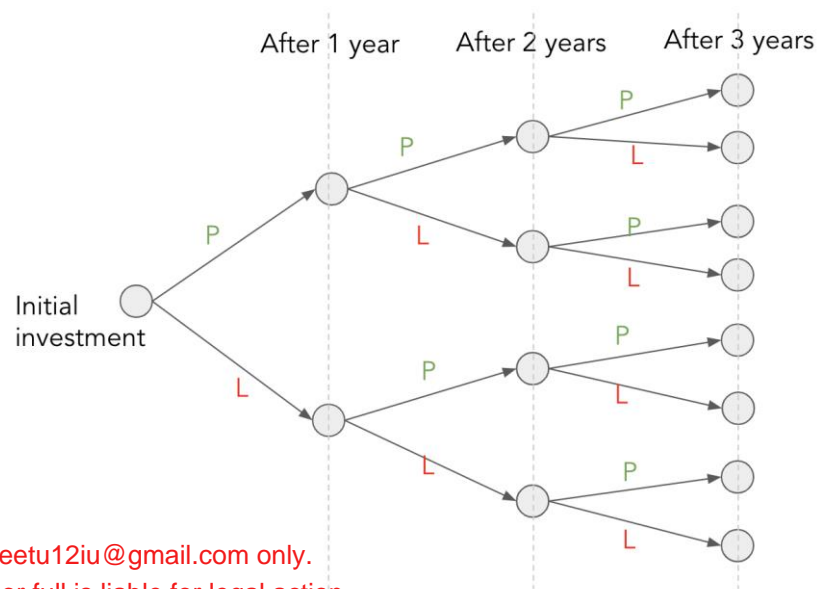 After 1 year
After 2 years
After 3 years
P
L
P
L
P
L
P
L
P
L
P
L
P
L
Initial
investment
eetu12iu@gmail.com only.